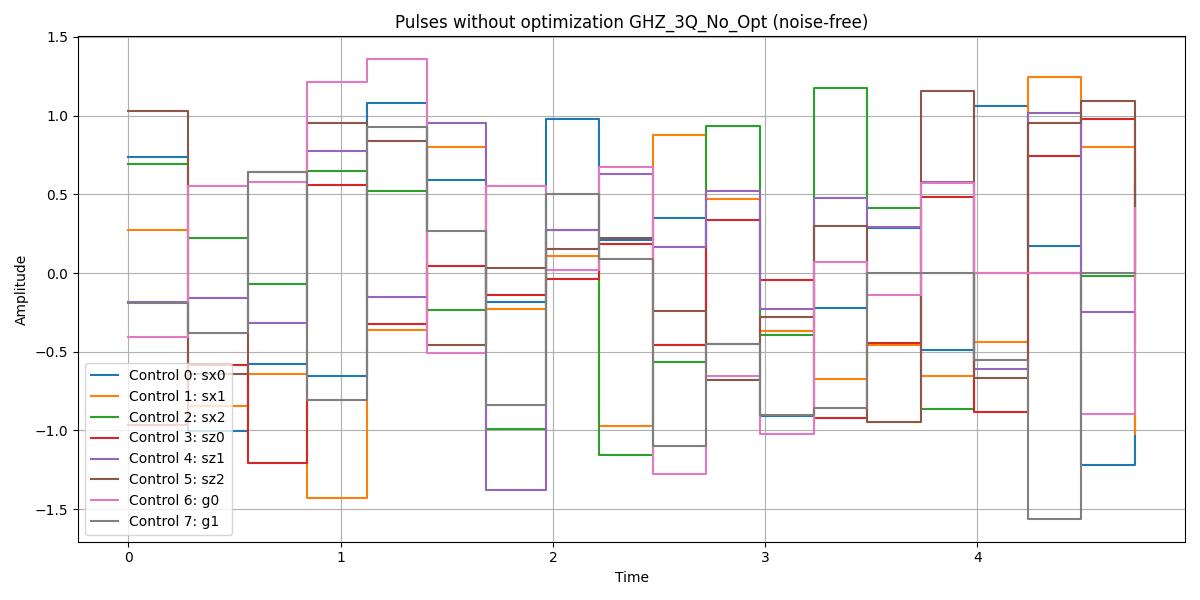 Pulses without optimization GHZ_3Q_No_Opt (noise-free)
1.5
1.0
0.5
0.0
−0.5
−1.0
−1.5
Amplitude
Control 0: sx0
Control 1: sx1
Control 2: sx2
Control 3: sz0
Control 4: sz1
Control 5: sz2
Control 6: g0
Control 7: g1
0 1 2 3 4
Time